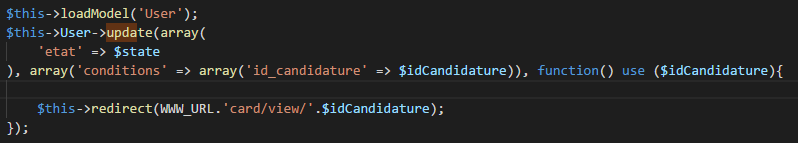 $this->loadModel('User');
$this->User->update(array(
'etat' => $state
), array('conditions' => array('id_candidature' => $idCandidature)), function() use ($idCandidature){
$this->redirect(WWW_URL.'card/view/'.$idCandidature);
});